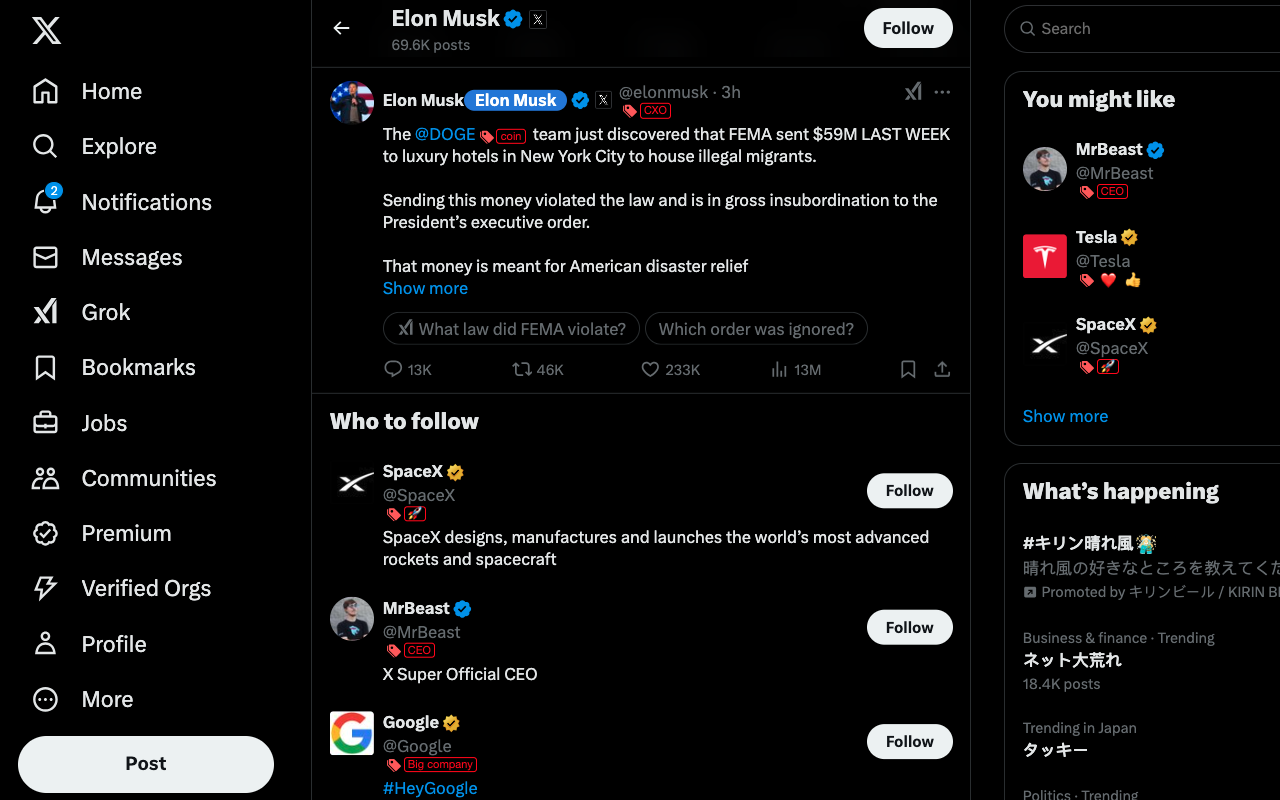 Home
Explore
2
Notifications
Messages
Grok
Bookmarks
Jobs
Communities
Premium
Verified Orgs
Profile
More
Post
Elon Musk
69.6K posts
Follow
Elon Musk Elon Musk @elonmusk · 3h
CXO
The @DOGE coin team just discovered that FEMA sent $59M LAST WEEK
to luxury hotels in New York City to house illegal migrants.
Sending this money violated the law and is in gross insubordination to the
President’s executive order.
That money is meant for American disaster relief
Show more
What law did FEMA violate? Which order was ignored?
13K 46K 233K 13M
Who to follow
SpaceX
@SpaceX
Follow
SpaceX designs, manufactures and launches the world’s most advanced
rockets and spacecraft
MrBeast
@MrBeast
CEO
Follow
X Super Official CEO
Google
@Google
Big company
Follow
#HeyGoogle
Search
You might like
MrBeast
@MrBeast
CEO
Tesla
@Tesla
SpaceX
@SpaceX
Show more
What’s happening
#キリン晴れ風
晴れ風の好きなところを教えてくだ
Promoted by キリンビール / KIRIN BE
Business & finance · Trending
ネット大荒れ
18.4K posts
Trending in Japan
タッキー
Politics · Trending